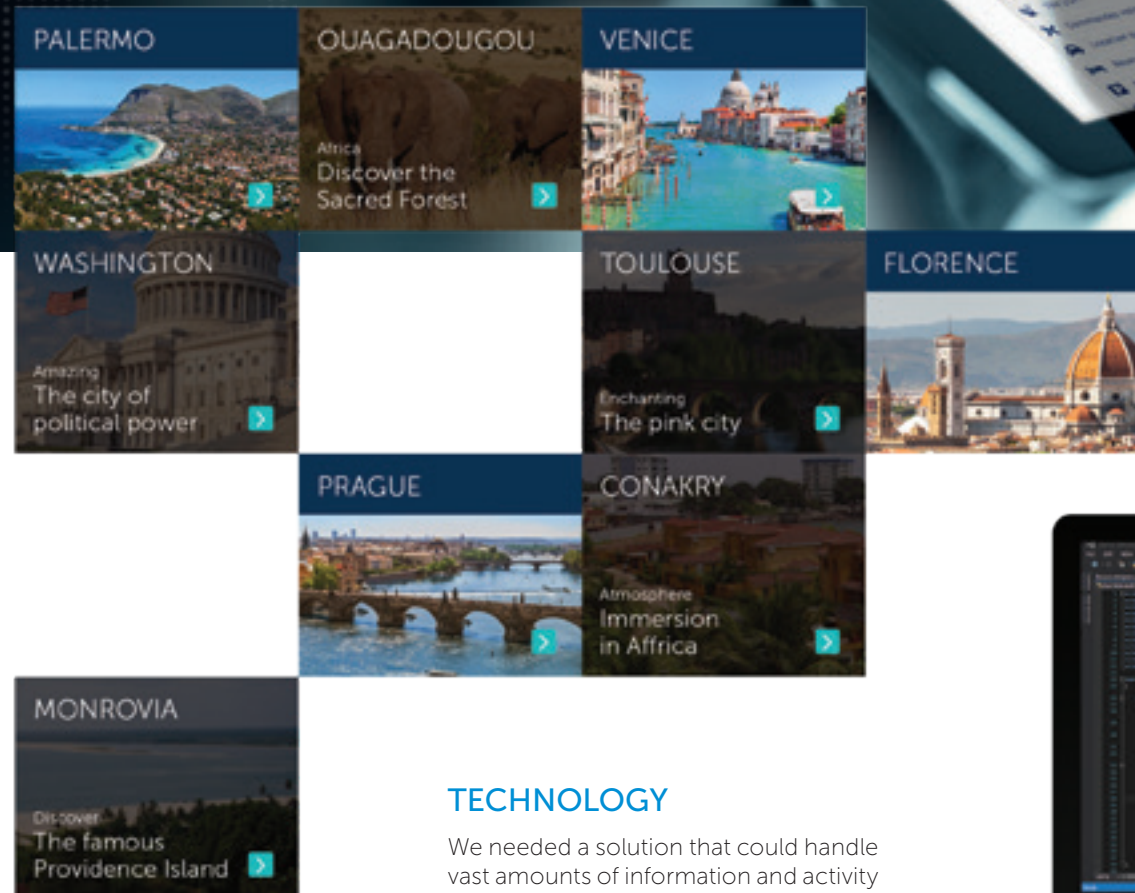 PALERMO
OUAGADOUGOU
Africa
Discover the
Sacred Forest
VENICE
WASHINGTON
Amazing
The city of
political power
TOULOUSE
Enchanting
The pink city
FLORENCE
PRAGUE
CONAKRY
Atmosphere
Immersion
in Affrica
MONROVIA
Discover
The famous
Providence Island
TECHNOLOGY
We needed a solution that could handle
vast amounts of information and activity